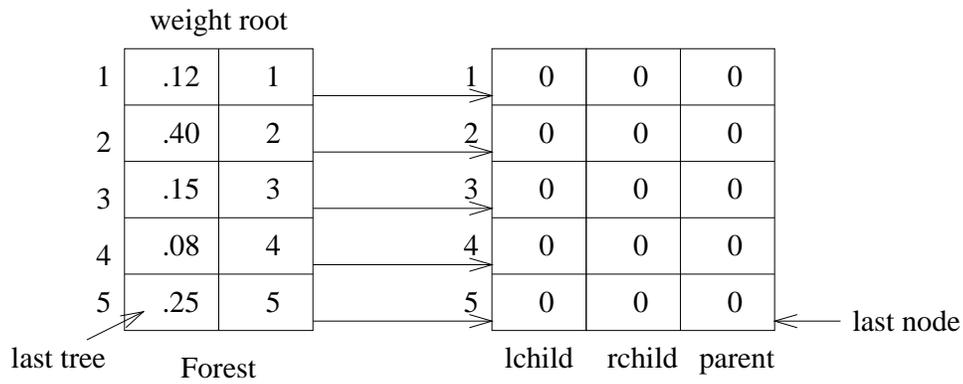 weight root
1 .12 1 1 0 0 0
2 .40 2 2 0 0 0
3 .15 3 3 0 0 0
4 .08 4 4 0 0 0
5 .25 5 5 0 0 0
last node
last tree
Forest
lchild rchild parent